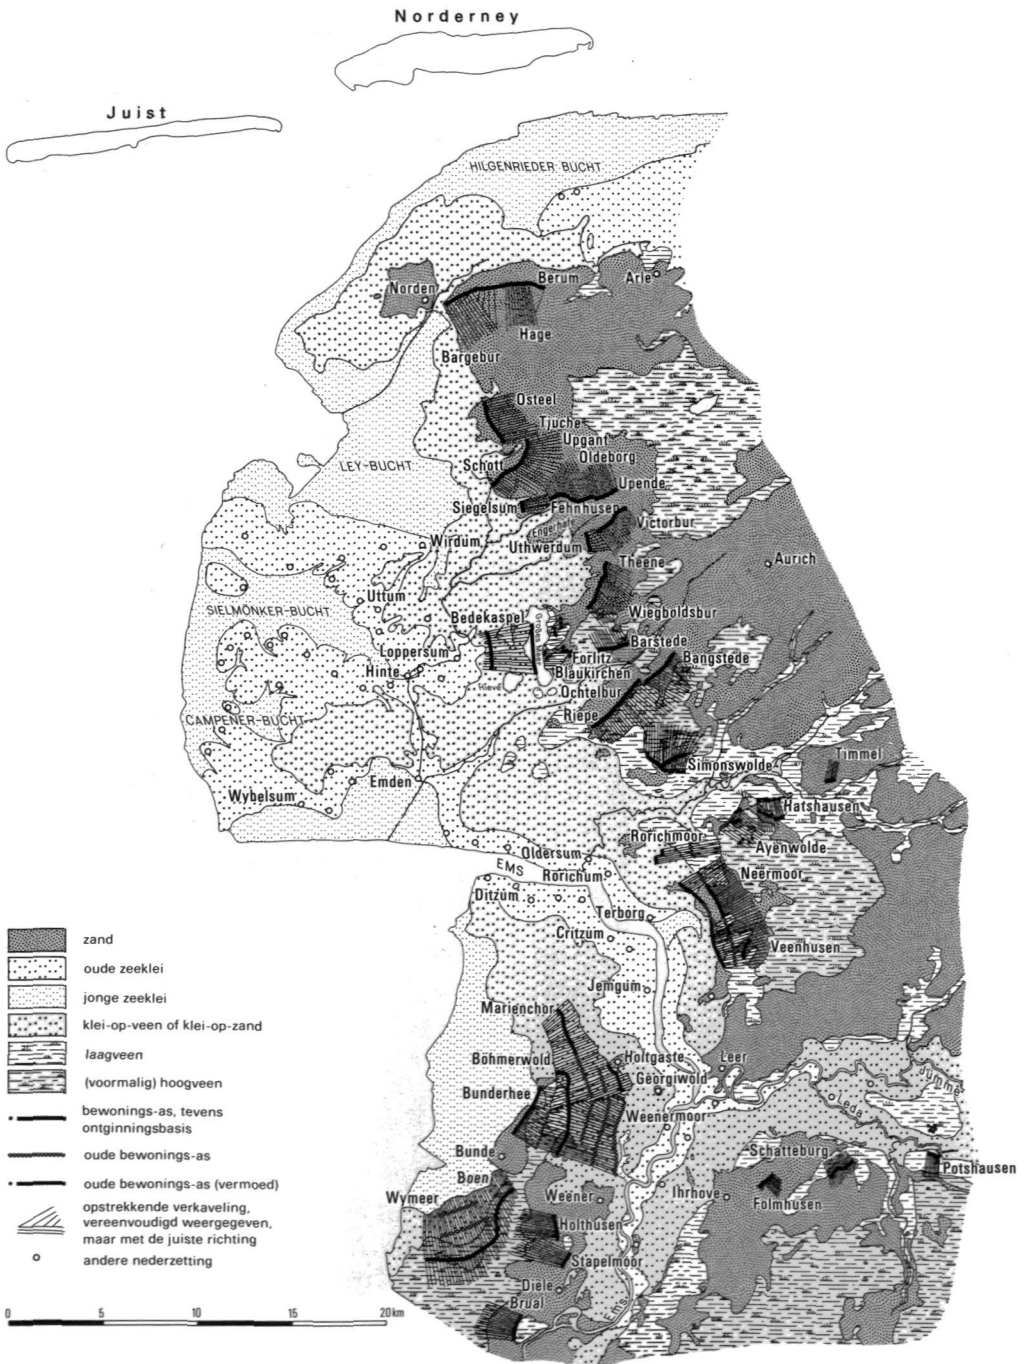 Norderney
Juist
HILGENRIEDER BUCHT
Berum
Arle
Norden
Hage
Bargebur
Osteel
Tjüche
Upgant
Oldeborg
LEY-BUCHT
Schott
Upende
Siegelsum
Fehnhusen
Engerhafe
Victorbur
Wirdum
Uthwerdum
Theene
Aurich
Uttum
SIELMÖNKER-BUCHT
Wiegboldsbur
Bedekaspel
Großes Meer
Barstede
Loppersum
Forlitz
Bangstede
Hinte
Blaukirchen
Hieve
Ochtelbur
CAMPENER-BUCHT
Riepe
Timmel
Simonswolde
Emden
Wybelsum
Hatshausen
Rorichmoor
Ayenwolde
Oldersum
EMS
Rorichum
Neermoor
Ditzum
Terborg
Critzum
Veenhusen
Jemgum
Marienchor
Böhmerwold
Holtgaste
Leer
Jümme
Georgiwold
Bunderhee
Leda
Weenermoor
Bunde
Schatteburg
Potshausen
Boen
Wymeer
Weener
Ihrhove
Folmhusen
Holthusen
Stapelmoor
Diele
Brual
Ems
zand
oude zeeklei
jonge zeeklei
klei-op-veen of klei-op-zand
laagveen
(voormalig) hoogveen
bewonings-as, tevens
ontginningsbasis
oude bewonings-as
oude bewonings-as (vermoed)
opstrekkende verkaveling,
vereenvoudigd weergegeven,
maar met de juiste richting
andere nederzetting
0 5 10 15 20 km